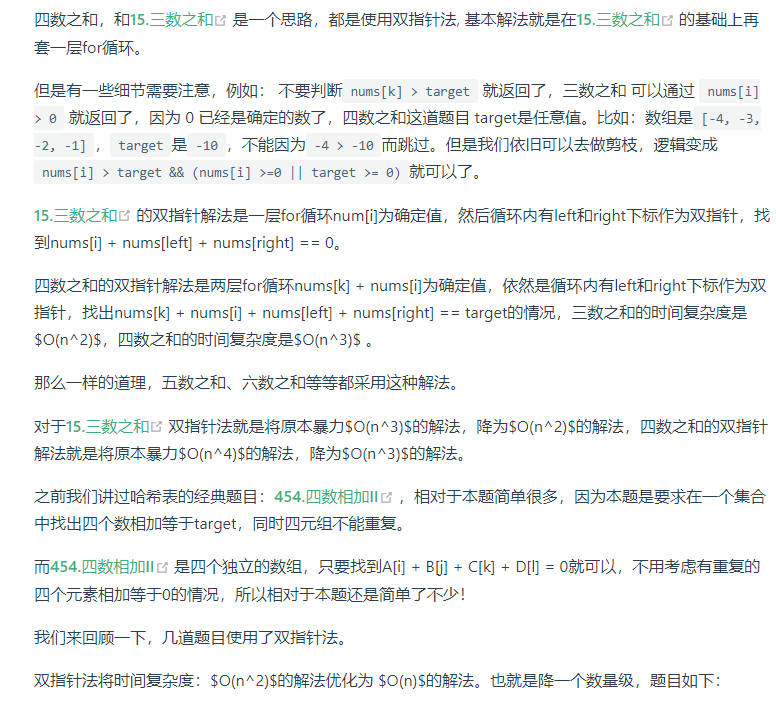 四数之和，和15.三数之和 是一个思路，都是使用双指针法, 基本解法就是在15.三数之和 的基础上再
套一层for循环。
但是有一些细节需要注意，例如： 不要判断 nums[k] > target 就返回了，三数之和 可以通过 nums[i]
> 0 就返回了，因为 0 已经是确定的数了，四数之和这道题目 target是任意值。比如：数组是 [-4, -3,
-2, -1] ， target 是 -10 ，不能因为 -4 > -10 而跳过。但是我们依旧可以去做剪枝，逻辑变成
nums[i] > target && (nums[i] >=0 || target >= 0) 就可以了。
15.三数之和 的双指针解法是一层for循环num[i]为确定值，然后循环内有left和right下标作为双指针，找
到nums[i] + nums[left] + nums[right] == 0。
四数之和的双指针解法是两层for循环nums[k] + nums[i]为确定值，依然是循环内有left和right下标作为双
指针，找出nums[k] + nums[i] + nums[left] + nums[right] == target的情况，三数之和的时间复杂度是
$O(n^2)$，四数之和的时间复杂度是$O(n^3)$ 。
那么一样的道理，五数之和、六数之和等等都采用这种解法。
对于15.三数之和 双指针法就是将原本暴力$O(n^3)$的解法，降为$O(n^2)$的解法，四数之和的双指针
解法就是将原本暴力$O(n^4)$的解法，降为$O(n^3)$的解法。
之前我们讲过哈希表的经典题目：454.四数相加II ，相对于本题简单很多，因为本题是要求在一个集合
中找出四个数相加等于target，同时四元组不能重复。
而454.四数相加II 是四个独立的数组，只要找到A[i] + B[j] + C[k] + D[l] = 0就可以，不用考虑有重复的
四个元素相加等于0的情况，所以相对于本题还是简单了不少！
我们来回顾一下，几道题目使用了双指针法。
双指针法将时间复杂度：$O(n^2)$的解法优化为 $O(n)$的解法。也就是降一个数量级，题目如下：